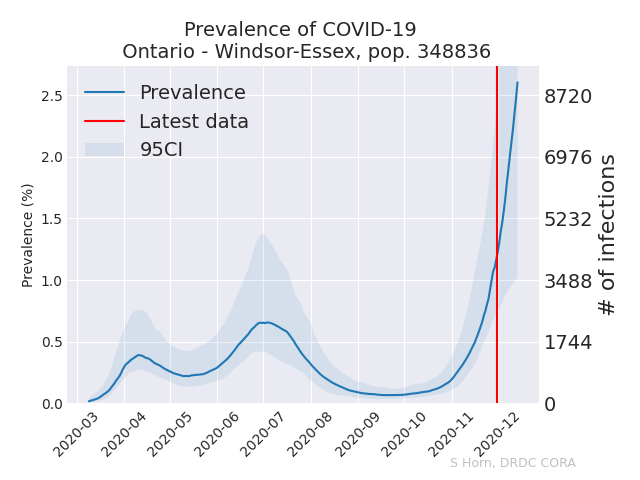 Prevalence of COVID-19
Ontario - Windsor-Essex, pop. 348836
Prevalence
Latest data
95CI
Prevalence (%)
2.5
2.0
1.5
1.0
0.5
0.0
8720
6976
5232
3488
1744
0
# of infections
2020-03
2020-04
2020-05
2020-06
2020-07
2020-08
2020-09
2020-10
2020-11
2020-12
S Horn, DRDC CORA